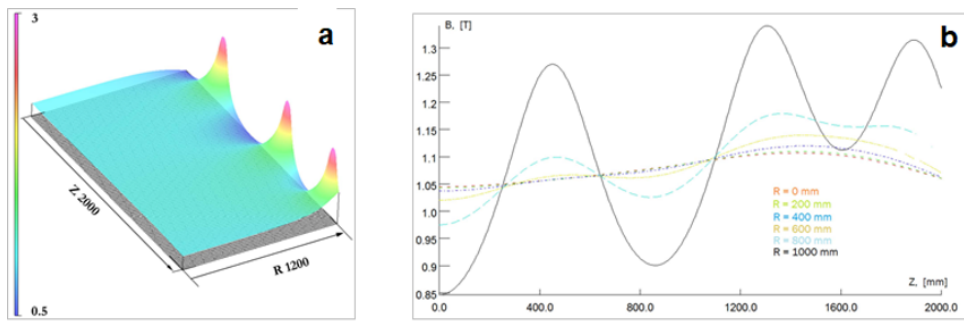 3
a
Z 2000
R 1200
0.5
b
B, [T]
1.3
1.25
1.2
1.15
1.1
1.05
1.0
0.95
0.9
0.85
R = 0 mm
R = 200 mm
R = 400 mm
R = 600 mm
R = 800 mm
R = 1000 mm
Z, [mm]
0.0
400.0
800.0
1200.0
1600.0
2000.0